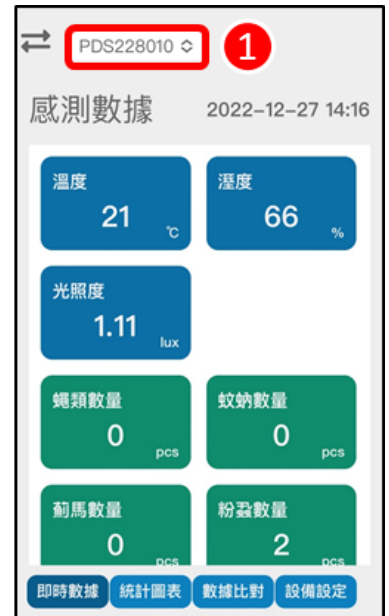 PDS228010
1
感測數據 2022-12-27 14:16
溫度 溼度
21 ℃ 66 %
光照度
1.11 lux
蠅類數量 蚊蚋數量
0 pcs 0 pcs
薊馬數量 粉蝨數量
0 pcs 2 pcs
即時數據 統計圖表 數據比對 設備設定